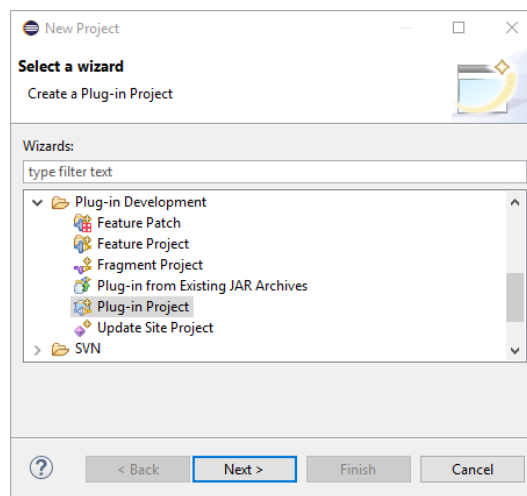 New Project
Select a wizard
Create a Plug-in Project
Wizards:
type filter text
Plug-in Development
Feature Patch
Feature Project
Fragment Project
Plug-in from Existing JAR Archives
Plug-in Project
Update Site Project
SVN
? < Back Next > Finish Cancel